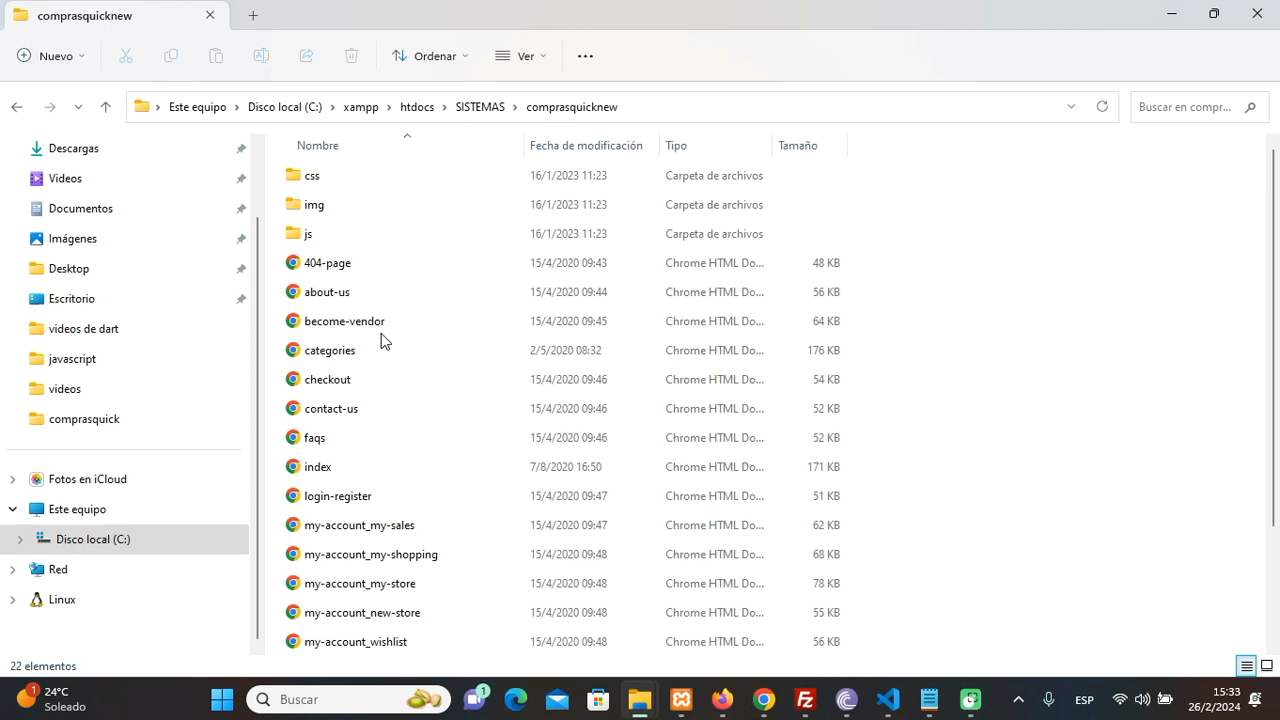 comprasquicknew
Nuevo
Ordenar
Ver
Este equipo > Disco local (C:) > xampp > htdocs > SISTEMAS > comprasquicknew
Buscar en compr...
Descargas
Videos
Documentos
Imágenes
Desktop
Escritorio
videos de dart
javascript
videos
comprasquick
Fotos en iCloud
Este equipo
Disco local (C:)
Red
Linux
Nombre Fecha de modificación Tipo Tamaño
css 16/1/2023 11:23 Carpeta de archivos
img 16/1/2023 11:23 Carpeta de archivos
js 16/1/2023 11:23 Carpeta de archivos
404-page 15/4/2020 09:43 Chrome HTML Do... 48 KB
about-us 15/4/2020 09:44 Chrome HTML Do... 56 KB
become-vendor 15/4/2020 09:45 Chrome HTML Do... 64 KB
categories 2/5/2020 08:32 Chrome HTML Do... 176 KB
checkout 15/4/2020 09:46 Chrome HTML Do... 54 KB
contact-us 15/4/2020 09:46 Chrome HTML Do... 52 KB
faqs 15/4/2020 09:46 Chrome HTML Do... 52 KB
index 7/8/2020 16:50 Chrome HTML Do... 171 KB
login-register 15/4/2020 09:47 Chrome HTML Do... 51 KB
my-account_my-sales 15/4/2020 09:47 Chrome HTML Do... 62 KB
my-account_my-shopping 15/4/2020 09:48 Chrome HTML Do... 68 KB
my-account_my-store 15/4/2020 09:48 Chrome HTML Do... 78 KB
my-account_new-store 15/4/2020 09:48 Chrome HTML Do... 55 KB
my-account_wishlist 15/4/2020 09:48 Chrome HTML Do... 56 KB
22 elementos
1
24°C
Soleado
Buscar
1
ESP
15:33
26/2/2024